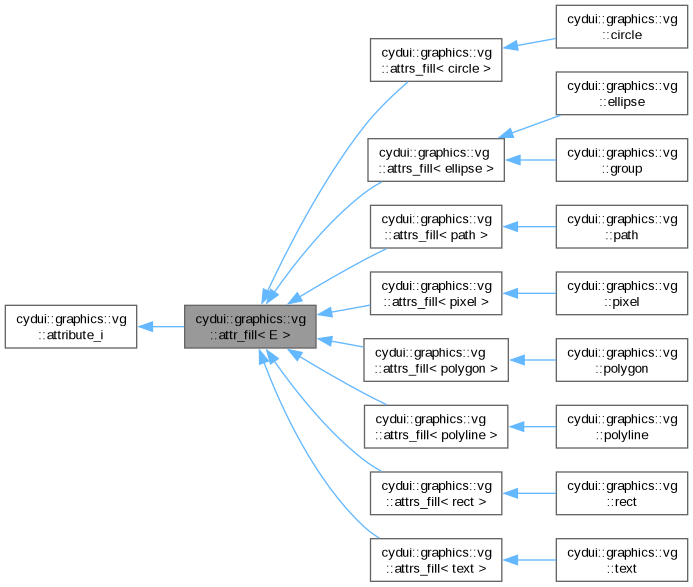 cydui::graphics::vg
::attribute_i
cydui::graphics::vg
::attr_fill< E >
cydui::graphics::vg
::attrs_fill< circle >
cydui::graphics::vg
::attrs_fill< ellipse >
cydui::graphics::vg
::attrs_fill< path >
cydui::graphics::vg
::attrs_fill< pixel >
cydui::graphics::vg
::attrs_fill< polygon >
cydui::graphics::vg
::attrs_fill< polyline >
cydui::graphics::vg
::attrs_fill< rect >
cydui::graphics::vg
::attrs_fill< text >
cydui::graphics::vg
::circle
cydui::graphics::vg
::ellipse
cydui::graphics::vg
::group
cydui::graphics::vg
::path
cydui::graphics::vg
::pixel
cydui::graphics::vg
::polygon
cydui::graphics::vg
::polyline
cydui::graphics::vg
::rect
cydui::graphics::vg
::text